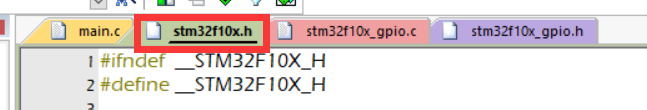 main.c stm32f10x.h stm32f10x_gpio.c stm32f10x_gpio.h
1 #ifndef __STM32F10X_H
2 #define __STM32F10X_H
3